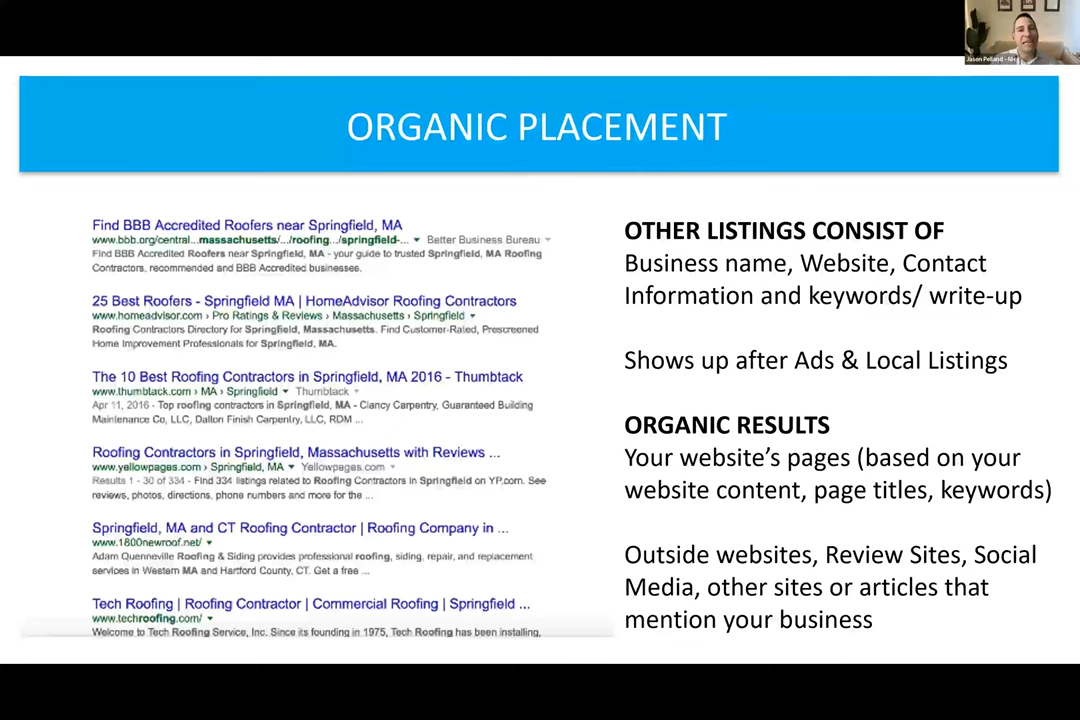 Jason Pelland - NH
ORGANIC PLACEMENT
Find BBB Accredited Roofers near Springfield, MA
www.bbb.org/central...massachusetts/.../roofing.../springfield-... Better Business Bureau
Find BBB Accredited Roofers near Springfield, MA - your guide to trusted Springfield, MA Roofing
Contractors, recommended and BBB Accredited businesses.
25 Best Roofers - Springfield MA | HomeAdvisor Roofing Contractors
www.homeadvisor.com › Pro Ratings & Reviews › Massachusetts › Springfield
Roofing Contractors Directory for Springfield, Massachusetts. Find Customer-Rated, Prescreened
Home Improvement Professionals for Springfield, MA.
The 10 Best Roofing Contractors in Springfield, MA 2016 - Thumbtack
www.thumbtack.com › MA › Springfield Thumbtack
Apr 11, 2016 - Top roofing contractors in Springfield, MA - Clancy Carpentry, Guaranteed Building
Maintenance Co, LLC, Dalton Finish Carpentry, LLC, RDM ...
Roofing Contractors in Springfield, Massachusetts with Reviews ...
www.yellowpages.com › Springfield, MA Yellowpages.com
Results 1 - 30 of 334 - Find 334 listings related to Roofing Contractors in Springfield on YP.com. See
reviews, photos, directions, phone numbers and more for the ...
Springfield, MA and CT Roofing Contractor | Roofing Company in ...
www.1800newroof.net/
Adam Quenneville Roofing & Siding provides professional roofing, siding, repair, and replacement
services in Western MA and Hartford County, CT. Get a free ...
Tech Roofing | Roofing Contractor | Commercial Roofing | Springfield ...
www.techroofing.com/
Welcome to Tech Roofing Service, Inc. Since its founding in 1975, Tech Roofing has been installing,
OTHER LISTINGS CONSIST OF
Business name, Website, Contact
Information and keywords/ write-up
Shows up after Ads & Local Listings
ORGANIC RESULTS
Your website’s pages (based on your
website content, page titles, keywords)
Outside websites, Review Sites, Social
Media, other sites or articles that
mention your business